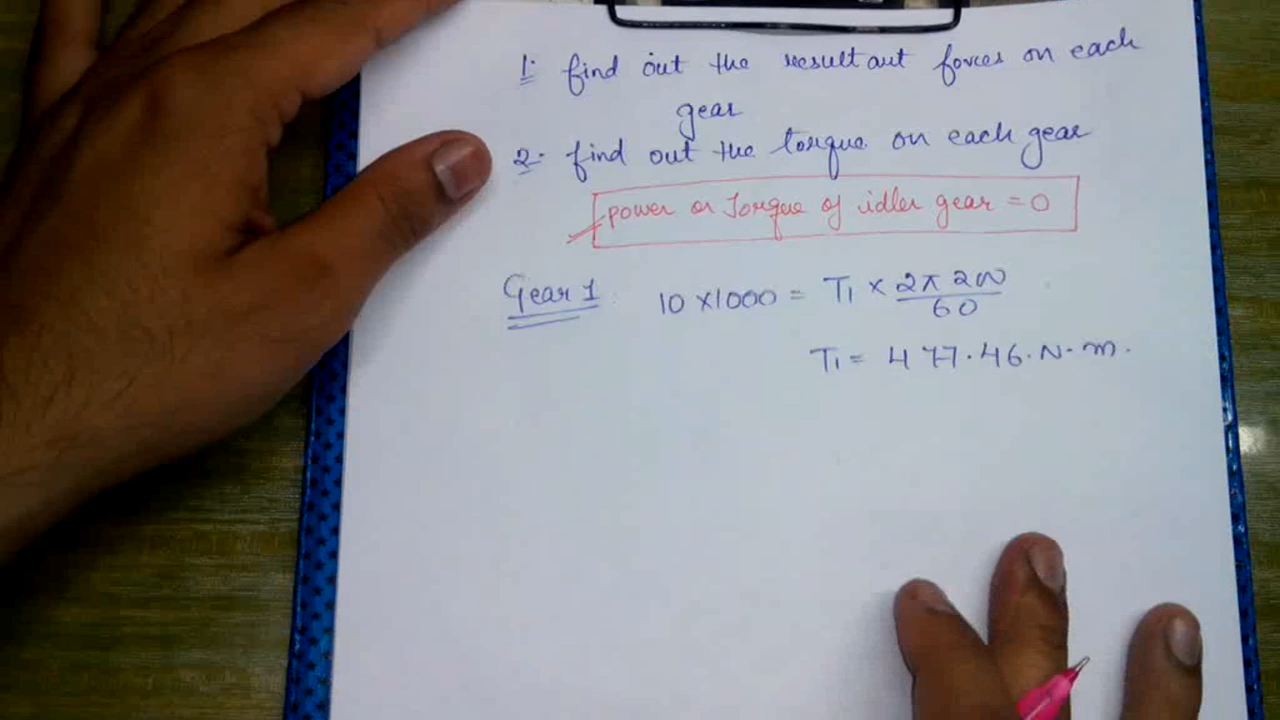 1. find out the resultant forces on each
gear
2. find out the torque on each gear
power or Torque of idler gear = 0
Gear 1 10 x1000 = T1 × 2π 200 / 60
T1 = 477.46. N.m.